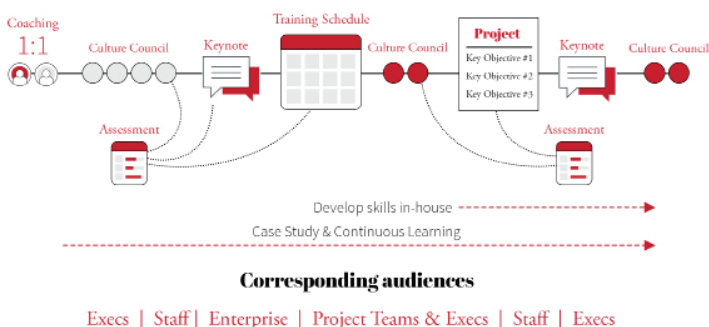 Coaching
1:1
Culture Council
Keynote
Training Schedule
Culture Council
Project
Key Objective #1
Key Objective #2
Key Objective #3
Keynote
Culture Council
Assessment
Assessment
Develop skills in-house
Case Study & Continuous Learning
Corresponding audiences
Execs | Staff | Enterprise | Project Teams & Execs | Staff | Execs